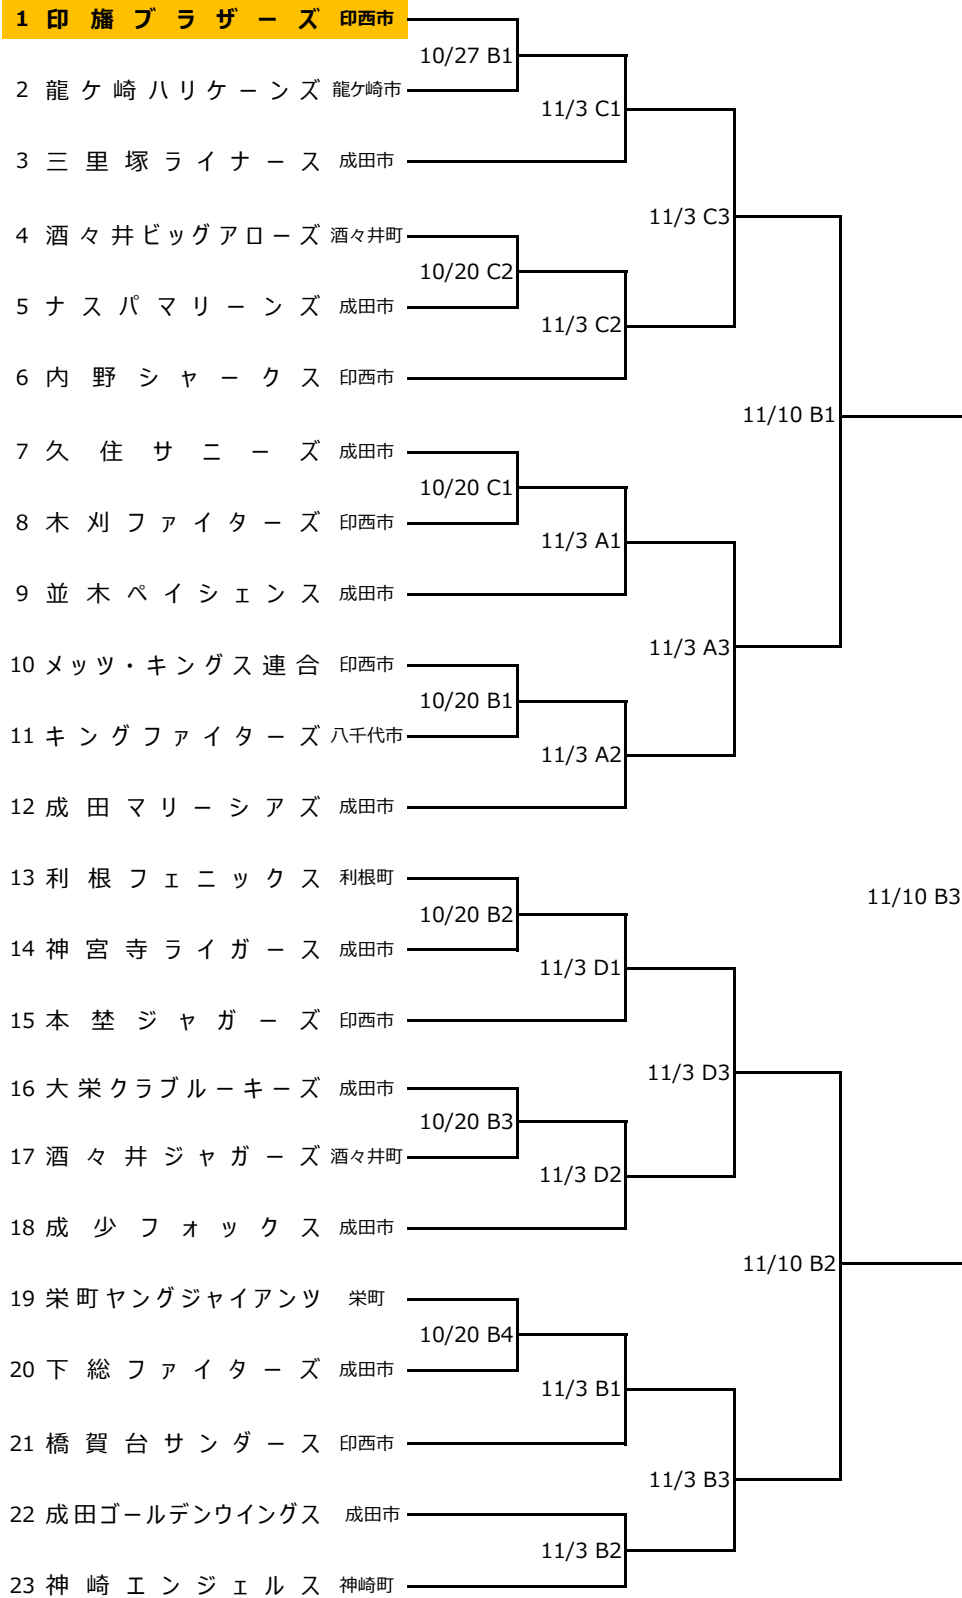 1 印旛ブラザーズ 印西市
10/27 B1
2 龍ケ崎ハリケーンズ 龍ケ崎市
11/3 C1
3 三里塚ライナース 成田市
11/3 C3
4 酒々井ビッグアローズ 酒々井町
10/20 C2
5 ナスパマリーンズ 成田市
11/3 C2
6 内野シャークス 印西市
11/10 B1
7 久住サニーズ 成田市
10/20 C1
8 木刈ファイターズ 印西市
11/3 A1
9 並木ペイシェンス 成田市
11/3 A3
10 メッツ・キングス連合 印西市
10/20 B1
11 キングファイターズ 八千代市
11/3 A2
12 成田マリーシアズ 成田市
13 利根フェニックス 利根町
11/10 B3
10/20 B2
14 神宮寺ライガース 成田市
11/3 D1
15 本埜ジャガーズ 印西市
11/3 D3
16 大栄クラブルーキーズ 成田市
10/20 B3
17 酒々井ジャガーズ 酒々井町
11/3 D2
18 成少フォックス 成田市
11/10 B2
19 栄町ヤングジャイアンツ 栄町
10/20 B4
20 下総ファイターズ 成田市
11/3 B1
21 橋賀台サンダース 印西市
11/3 B3
22 成田ゴールデンウイングス 成田市
11/3 B2
23 神崎エンジェルス 神崎町